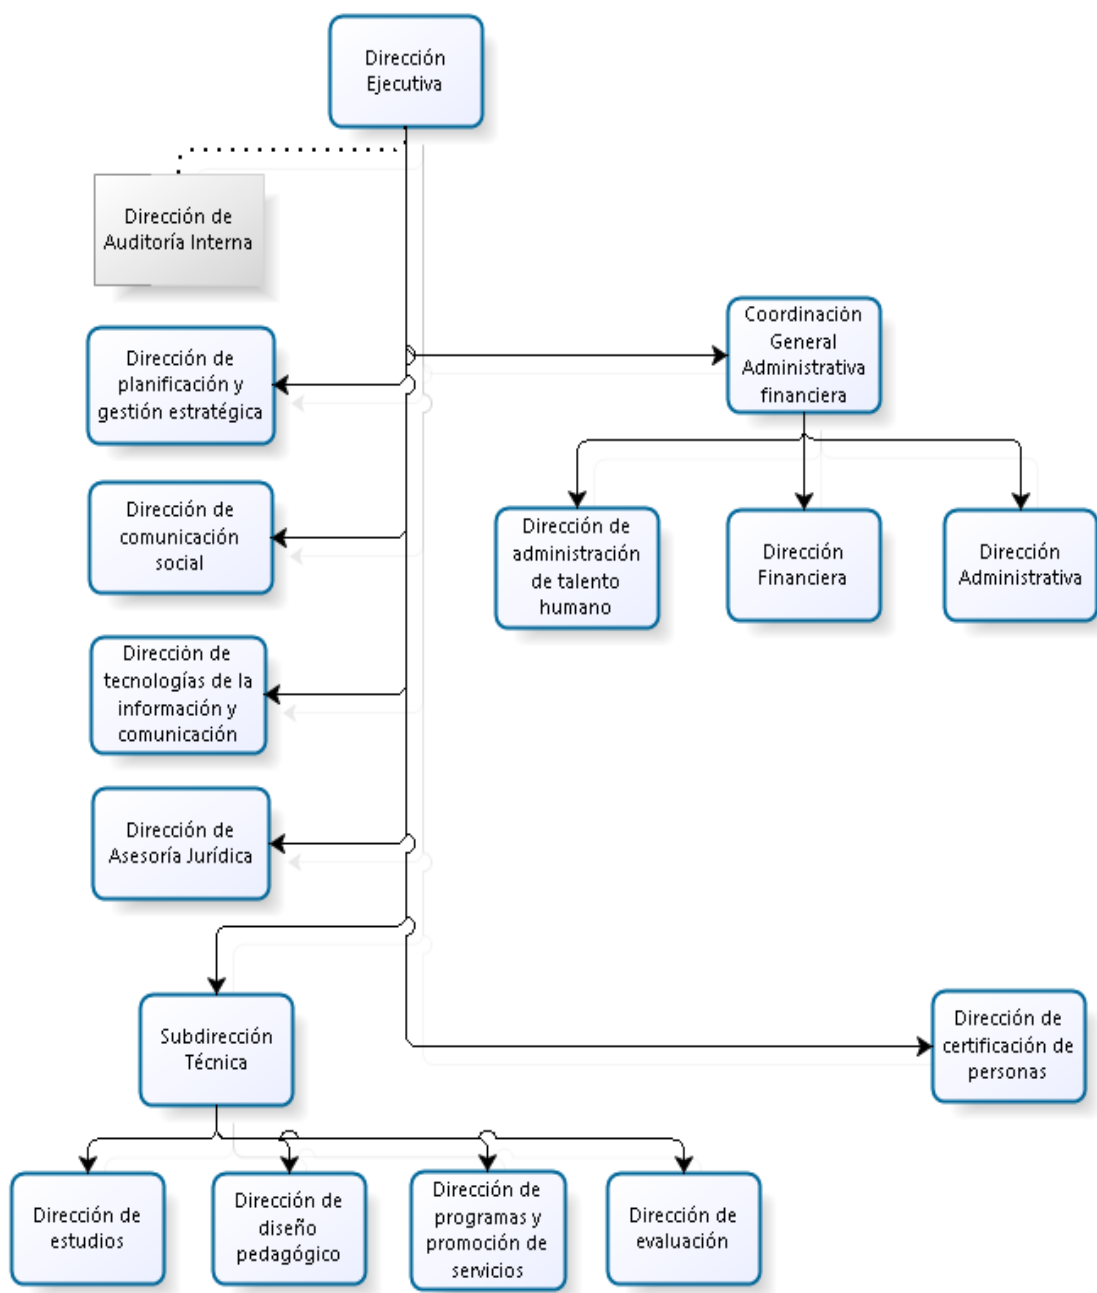 Dirección
Ejecutiva
Dirección de
Auditoría Interna
Dirección de
planificación y
gestión estratégica
Coordinación
General
Administrativa
financiera
Dirección de
comunicación
social
Dirección de
administración
de talento
humano
Dirección
Financiera
Dirección
Administrativa
Dirección de
tecnologías de la
información y
comunicación
Dirección de
Asesoría Jurídica
Subdirección
Técnica
Dirección de
certificación de
personas
Dirección de
estudios
Dirección de
diseño
pedagógico
Dirección de
programas y
promoción de
servicios
Dirección de
evaluación